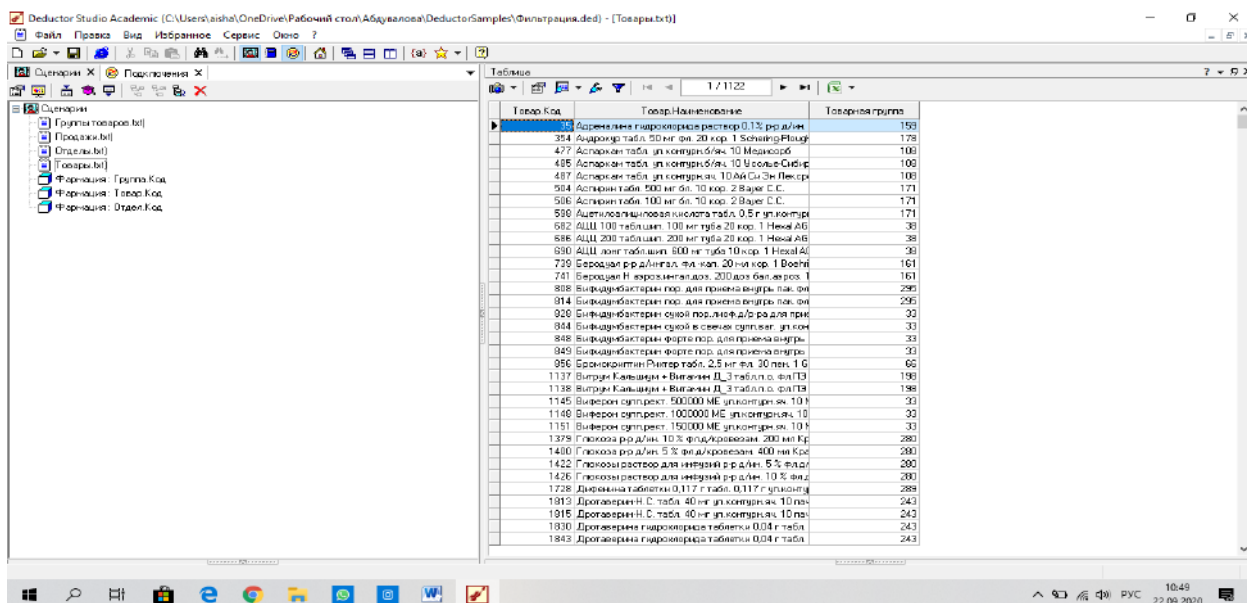 Deductor Studio Academic (C:\Users\aisha\OneDrive\Рабочий стол\Абдувалова\DeductorSamples\Фильтрация.ded) - [Товары.txt)]
Файл Правка Вид Избранное Сервис Окно ?
Сценарии X Подключения X
Таблица
1 / 1122
Сценарии
Группы товаров.txt)
Продажи.txt)
Отделы.txt)
Товары.txt)
Фармация : Группа.Код
Фармация : Товар.Код
Фармация : Отдел.Код
Товар.Код Товар.Наименование Товарная группа
35 Адреналина гидрохлорида раствор 0.1% р-р д/ин 159
354 Андрокур табл. 50 мг фл. 20 кор. 1 Schering-Plough 178
477 Аспаркам табл. уп.контурн.б/яч. 10 Медисорб 108
485 Аспаркам табл. уп.контурн.б/яч. 10 Усолье-Сибир 108
487 Аспаркам табл. уп.контурн.яч. 10 Ай Си Эн Лекср 108
504 Аспирин табл. 500 мг бл. 10 кор. 2 Bayer С.С. 171
506 Аспирин табл. 100 мг бл. 10 кор. 2 Bayer С.С. 171
598 Ацетилсалициловая кислота табл. 0,5 г уп.контурн 171
682 АЦЦ 100 табл.шип. 100 мг туба 20 кор. 1 Hexal AG 38
686 АЦЦ 200 табл.шип. 200 мг туба 20 кор. 1 Hexal AG 38
690 АЦЦ лонг табл.шип. 600 мг туба 10 кор. 1 Hexal AG 38
739 Беродуал р-р д/ингал. фл.-кап. 20 мл кор. 1 Boehri 161
741 Беродуал Н аэроз.ингал.доз. 200 доз бал.аэроз. 1 161
808 Бифидумбактерин пор. для приема внутрь пак. фл 295
814 Бифидумбактерин пор. для приема внутрь пак. фл 295
828 Бифидумбактерин сухой пор.лиоф.д/р-ра для прие 33
844 Бифидумбактерин сухой в свечах супп.ваг. уп.кон 33
848 Бифидумбактерин форте пор. для приема внутрь 33
849 Бифидумбактерин форте пор. для приема внутрь 33
856 Бромокриптин Рихтер табл. 2,5 мг фл. 30 пен. 1 G 66
1137 Витрум Кальциум + Витамин Д_3 табл.п.о. фл.ПЭ 198
1138 Витрум Кальциум + Витамин Д_3 табл.п.о. фл.ПЭ 198
1145 Виферон супп.рект. 500000 МЕ уп.контурн.яч. 10 33
1148 Виферон супп.рект. 1000000 МЕ уп.контурн.яч. 10 33
1151 Виферон супп.рект. 150000 МЕ уп.контурн.яч. 10 33
1379 Глюкоза р-р д/ин. 10 % фл.д/кровезам. 200 мл Кр 280
1400 Глюкоза р-р д/ин. 5 % фл.д/кровезам. 400 мл Кра 280
1422 Глюкозы раствор для инфузий р-р д/ин. 5 % фл.д/ 280
1426 Глюкозы раствор для инфузий р-р д/ин. 10 % фл.д 280
1728 Дифенина таблетки 0,117 г табл. 0,117 г уп.контур 289
1813 Дротаверин-Н.С. табл. 40 мг уп.контурн.яч. 10 пач 243
1815 Дротаверин-Н.С. табл. 40 мг уп.контурн.яч. 10 пач 243
1830 Дротаверина гидрохлорида таблетки 0,04 г табл. 243
1843 Дротаверина гидрохлорида таблетки 0,04 г табл. 243
РУС
10:49
22.09.2020